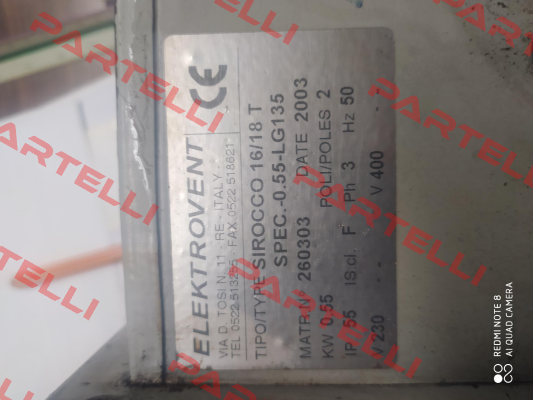 ELEKTROVENT CE
VIA D. TOSI N. 11 - RE - ITALY
TEL 0522.513295 - FAX 0522.518621
TIPO/TYPE SIROCCO 16/18 T
SPEC.-0.55-LG135
MATR.N° 260303 DATE 2003
KW 0,55 POLI/POLES 2
IP 55 IS cl. F Ph 3 Hz 50
V 230 - - V 400 - -
PARTELLI
PARTELLI
PARTELLI
PARTELLI
PARTELLI
REDMI NOTE 8
AI QUAD CAMERA